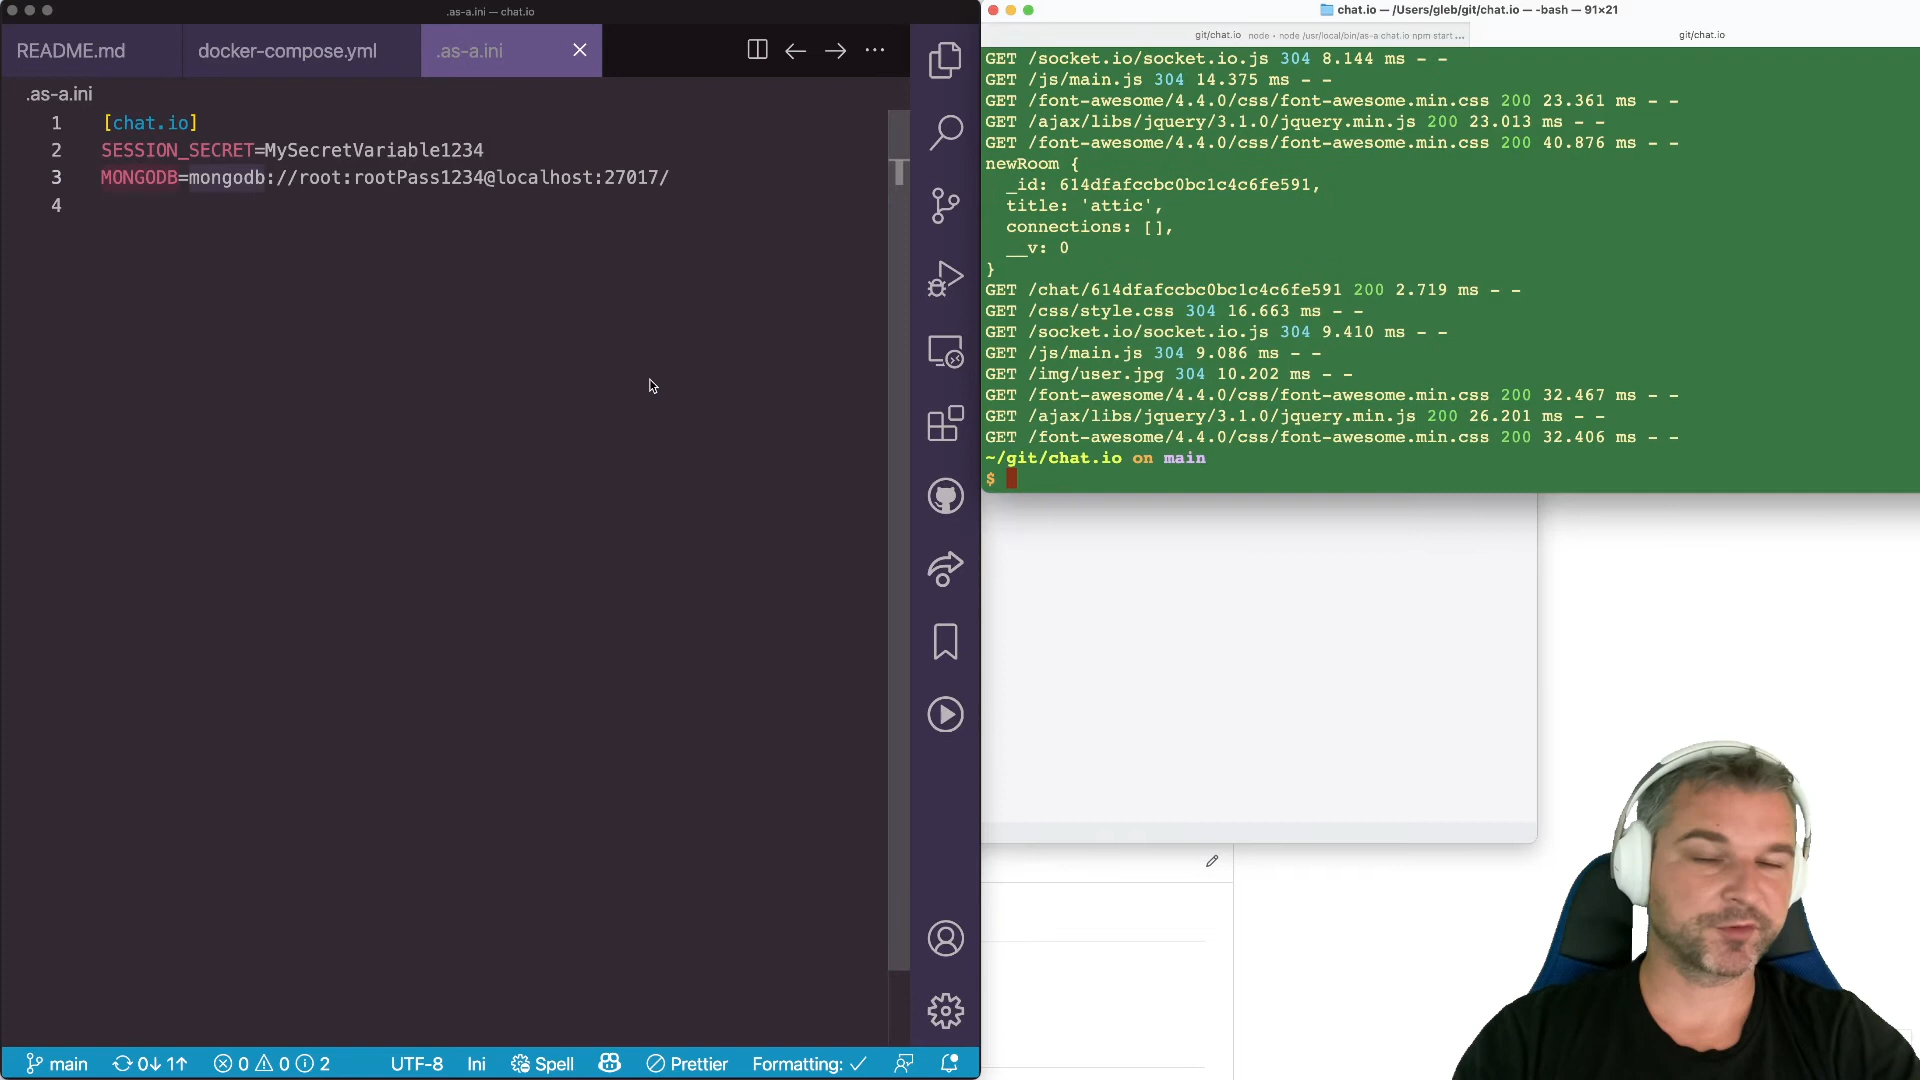 .as-a.ini — chat.io
README.md
docker-compose.yml
.as-a.ini
.as-a.ini
1 [chat.io]
2 SESSION_SECRET=MySecretVariable1234
3 MONGODB=mongodb://root:rootPass1234@localhost:27017/
4
main
0↓ 1↑
0 0 2
UTF-8
Ini
Spell
Prettier
Formatting:
chat.io — /Users/gleb/git/chat.io — -bash — 91×21
git/chat.io node • node /usr/local/bin/as-a chat.io npm start ...
git/chat.io
GET /socket.io/socket.io.js 304 8.144 ms - -
GET /js/main.js 304 14.375 ms - -
GET /font-awesome/4.4.0/css/font-awesome.min.css 200 23.361 ms - -
GET /ajax/libs/jquery/3.1.0/jquery.min.js 200 23.013 ms - -
GET /font-awesome/4.4.0/css/font-awesome.min.css 200 40.876 ms - -
newRoom {
_id: 614dfafccbc0bc1c4c6fe591,
title: 'attic',
connections: [],
__v: 0
}
GET /chat/614dfafccbc0bc1c4c6fe591 200 2.719 ms - -
GET /css/style.css 304 16.663 ms - -
GET /socket.io/socket.io.js 304 9.410 ms - -
GET /js/main.js 304 9.086 ms - -
GET /img/user.jpg 304 10.202 ms - -
GET /font-awesome/4.4.0/css/font-awesome.min.css 200 32.467 ms - -
GET /ajax/libs/jquery/3.1.0/jquery.min.js 200 26.201 ms - -
GET /font-awesome/4.4.0/css/font-awesome.min.css 200 32.406 ms - -
~/git/chat.io on main
$